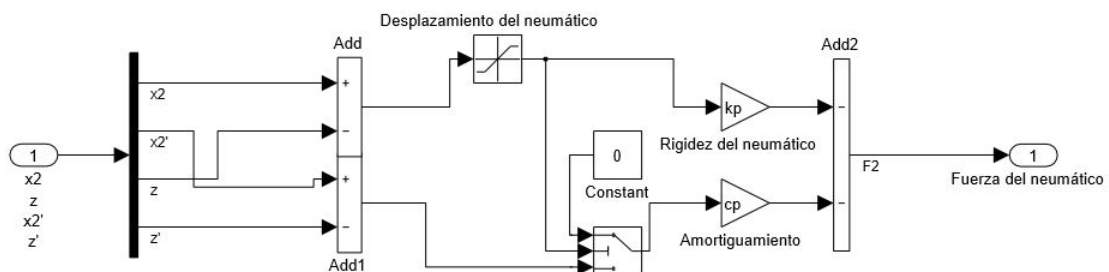 Desplazamiento del neumático
Add
Add2
x2
+
x2'
−
kp
−
1
0
Rigidez del neumático
1
x2
z
+
Constant
F2
Fuerza del neumático
z
cp
−
x2'
z'
−
Amortiguamiento
z'
Add1